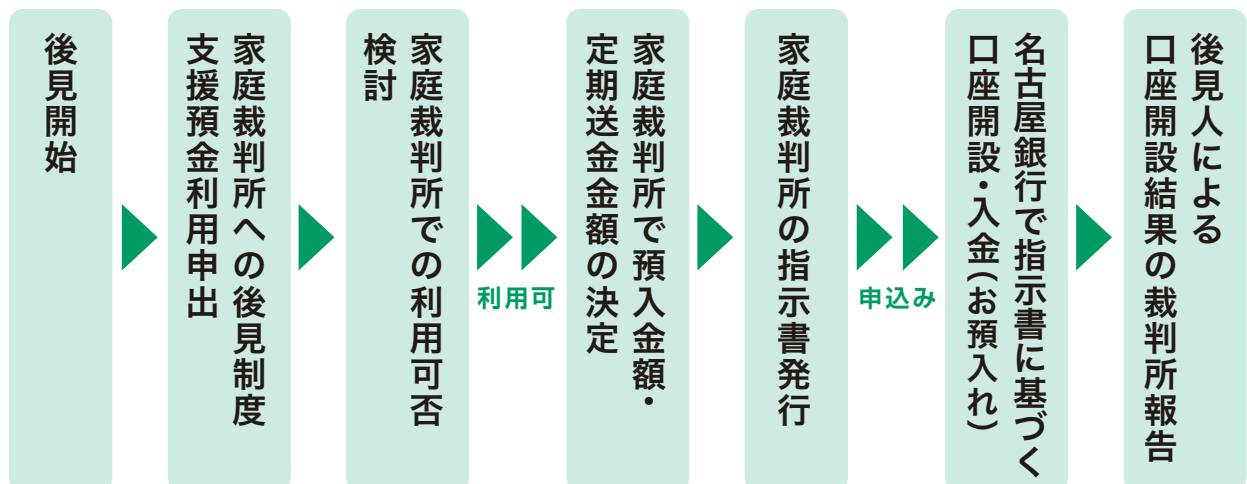 後見開始
家庭裁判所への後見制度
支援預金利用申出
家庭裁判所での利用可否
検討
利用可
家庭裁判所で預入金額・
定期送金金額の決定
家庭裁判所の指示書発行
申込み
名古屋銀行で指示書に基づく
口座開設・入金(お預入れ)
後見人による
口座開設結果の裁判所報告